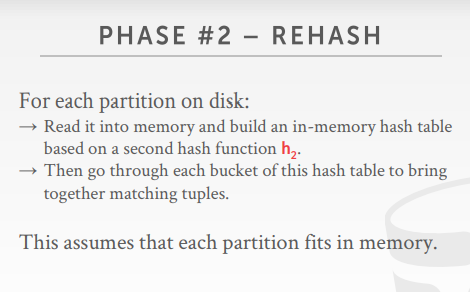 PHASE #2 – REHASH
For each partition on disk:
→ Read it into memory and build an in-memory hash table
based on a second hash function h₂.
→ Then go through each bucket of this hash table to bring
together matching tuples.
This assumes that each partition fits in memory.